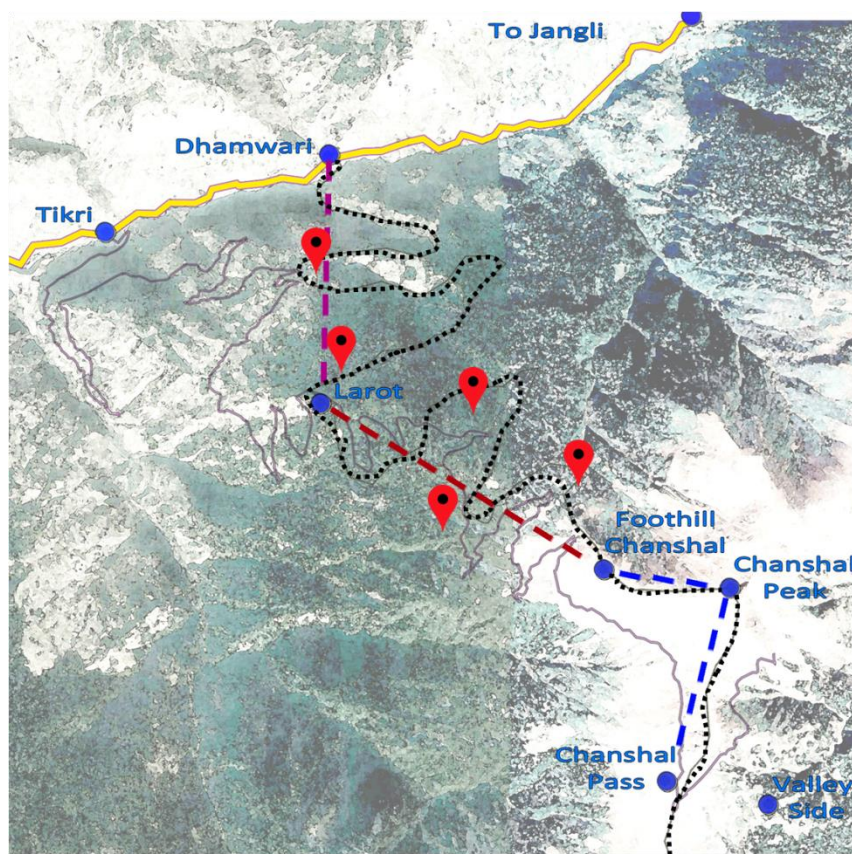 To Jangli
Dhamwari
Tikri
Larot
Foothill
Chanshal
Chanshal
Peak
Chanshal
Pass
Valley
Side